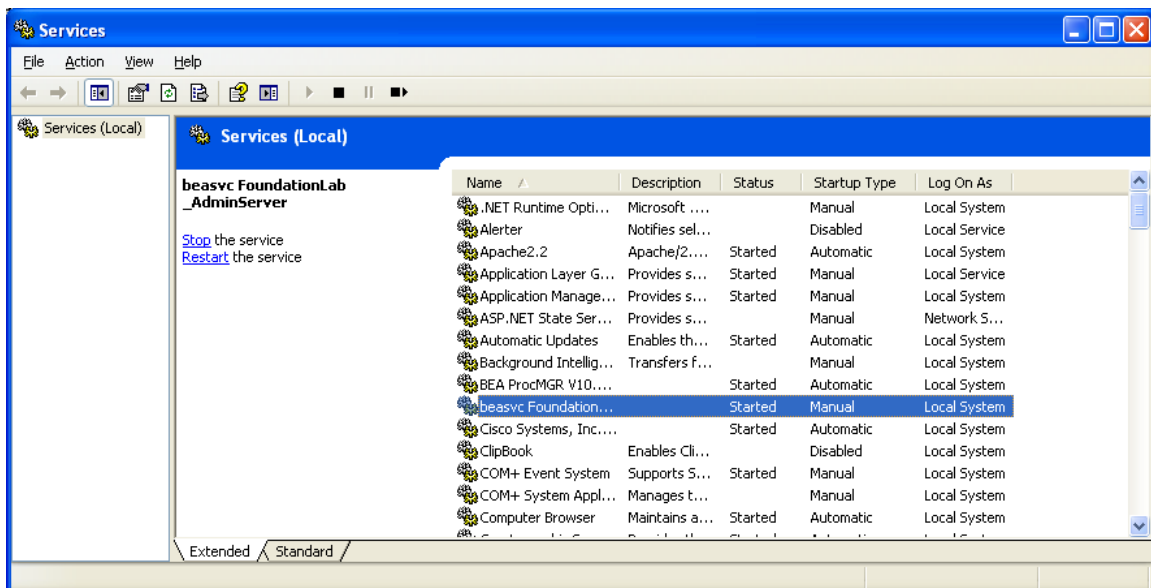 Services
File Action View Help
Services (Local)
Services (Local)
beasvc FoundationLab
_AdminServer
Stop the service
Restart the service
Name Description Status Startup Type Log On As
.NET Runtime Opti... Microsoft .... Manual Local System
Alerter Notifies sel... Disabled Local Service
Apache2.2 Apache/2.... Started Automatic Local System
Application Layer G... Provides s... Started Manual Local Service
Application Manage... Provides s... Started Manual Local System
ASP.NET State Ser... Provides s... Manual Network S...
Automatic Updates Enables th... Started Automatic Local System
Background Intellig... Transfers f... Manual Local System
BEA ProcMGR V10.... Started Automatic Local System
beasvc Foundation... Started Manual Local System
Cisco Systems, Inc.... Started Automatic Local System
ClipBook Enables Cli... Disabled Local System
COM+ Event System Supports S... Started Manual Local System
COM+ System Appl... Manages t... Manual Local System
Computer Browser Maintains a... Started Automatic Local System
Extended Standard